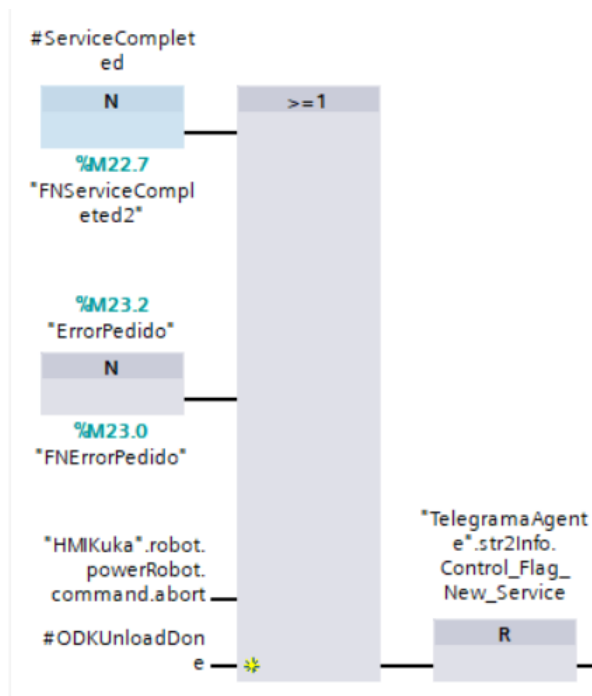 #ServiceComplet
ed
N
>=1
%M22.7
"FNServiceCompl
eted2"
%M23.2
"ErrorPedido"
N
%M23.0
"FNErrorPedido"
"HMIKuka".robot.
powerRobot.
command.abort
#ODKUnloadDon
e
"TelegramaAgent
e".str2Info.
Control_Flag_
New_Service
R